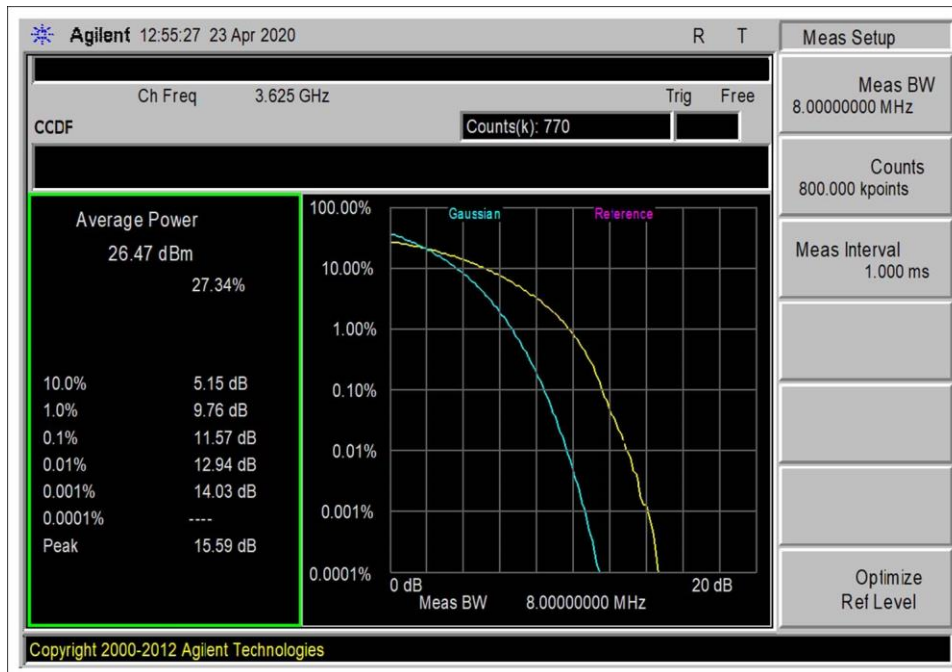 Agilent 12:55:27 23 Apr 2020 R T
Ch Freq 3.625 GHz Trig Free
CCDF Counts(k): 770
Average Power
26.47 dBm
27.34%
10.0% 5.15 dB
1.0% 9.76 dB
0.1% 11.57 dB
0.01% 12.94 dB
0.001% 14.03 dB
0.0001% ----
Peak 15.59 dB
Gaussian Reference
100.00%
10.00%
1.00%
0.10%
0.01%
0.001%
0.0001%
0 dB 20 dB
Meas BW 8.00000000 MHz
Meas Setup
Meas BW
8.00000000 MHz
Counts
800.000 kpoints
Meas Interval
1.000 ms
Optimize
Ref Level
Copyright 2000-2012 Agilent Technologies